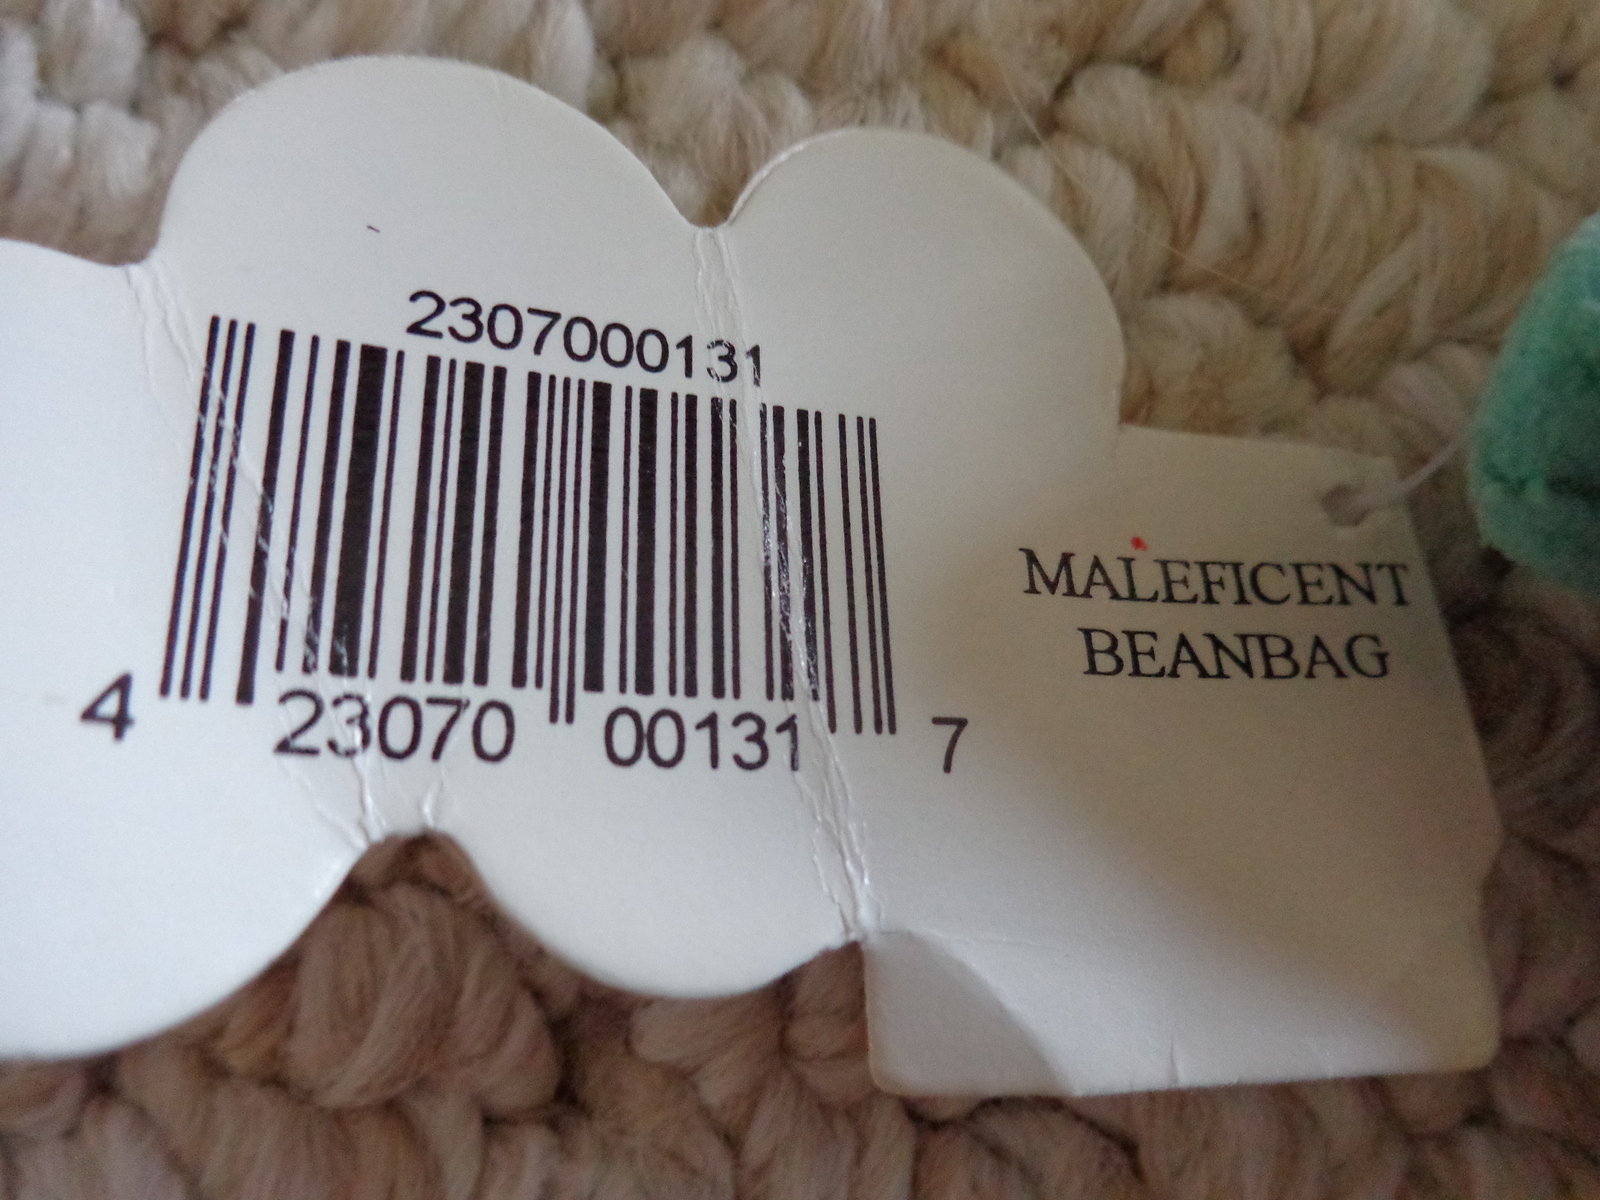 2307000131
4 23070 00131 7
MALEFICENT
BEANBAG